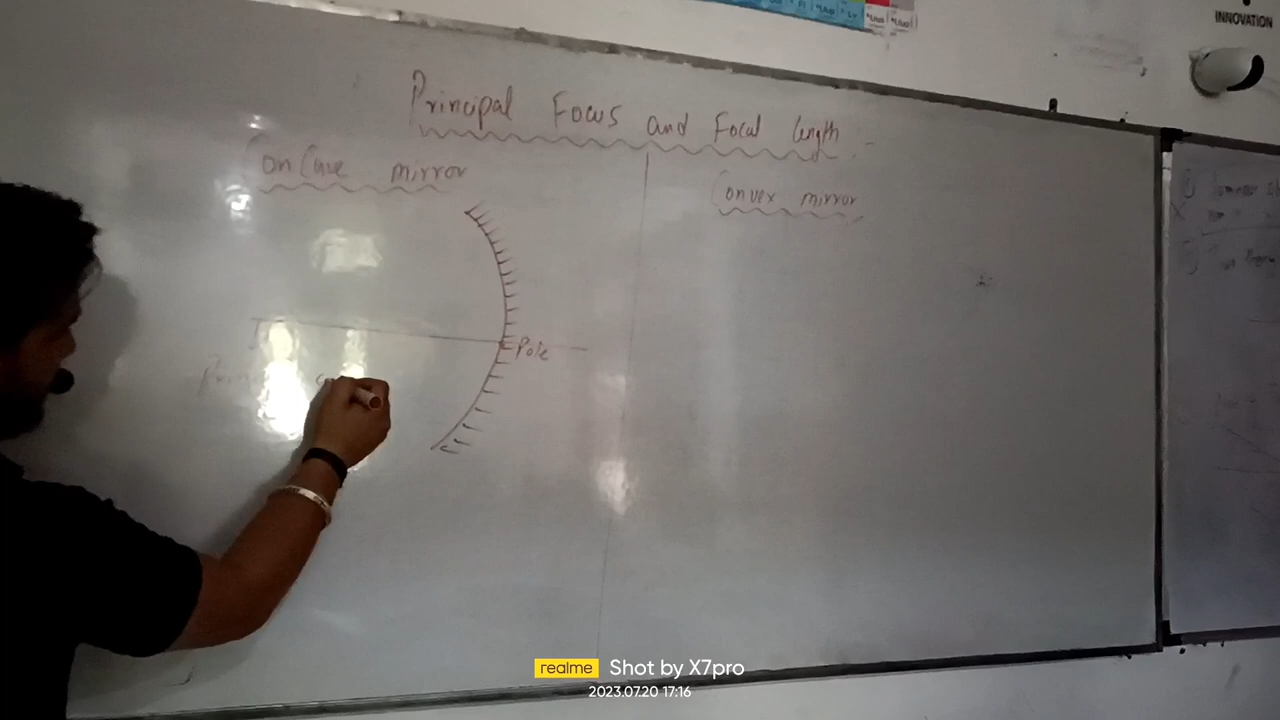 INNOVATION
Principal Focus and Focal length :-
Concave mirror
Convex mirror
Pole
realme Shot by X7pro
2023.07.20 17:16